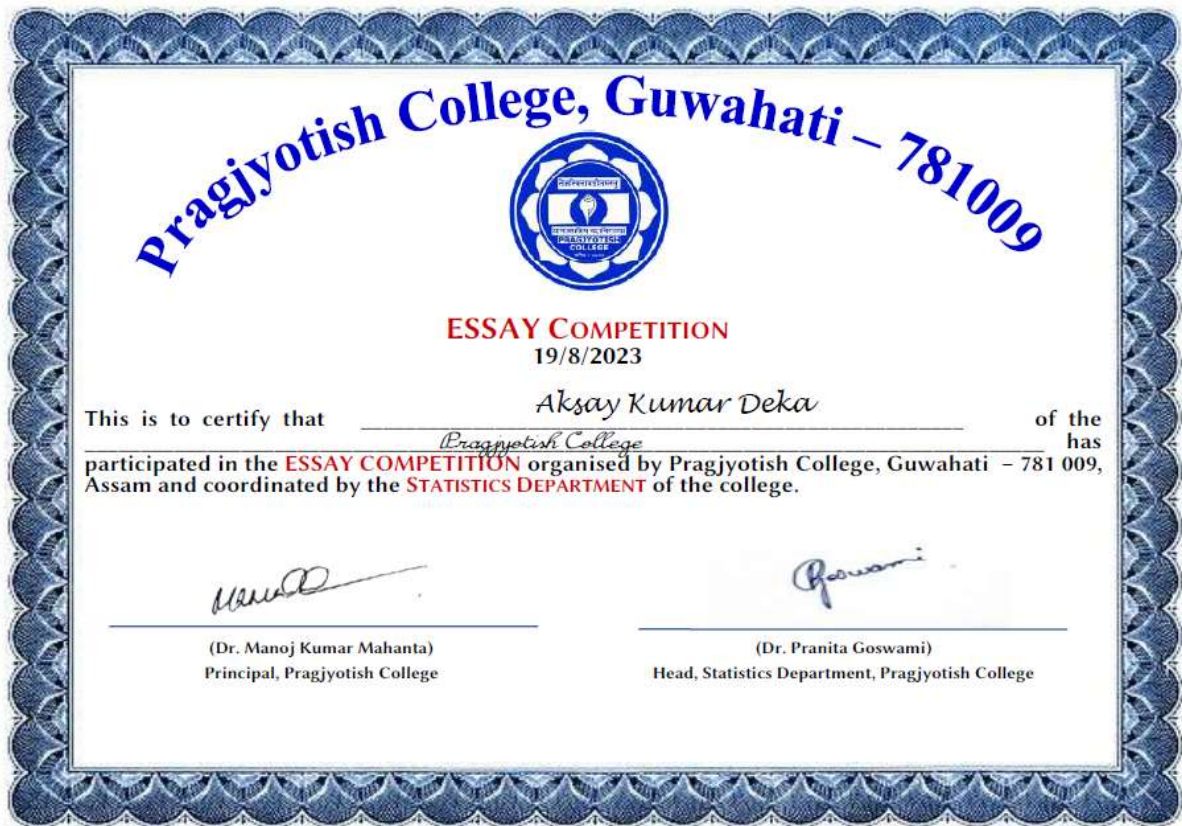 Pragjyotish College, Guwahati – 781009
PRAGJYOTISH
COLLEGE
ESSAY COMPETITION
19/8/2023
This is to certify that Aksay Kumar Deka of the
Pragjyotish College has
participated in the ESSAY COMPETITION organised by Pragjyotish College, Guwahati – 781 009,
Assam and coordinated by the STATISTICS DEPARTMENT of the college.
Goswami
(Dr. Manoj Kumar Mahanta) (Dr. Pranita Goswami)
Principal, Pragjyotish College Head, Statistics Department, Pragjyotish College